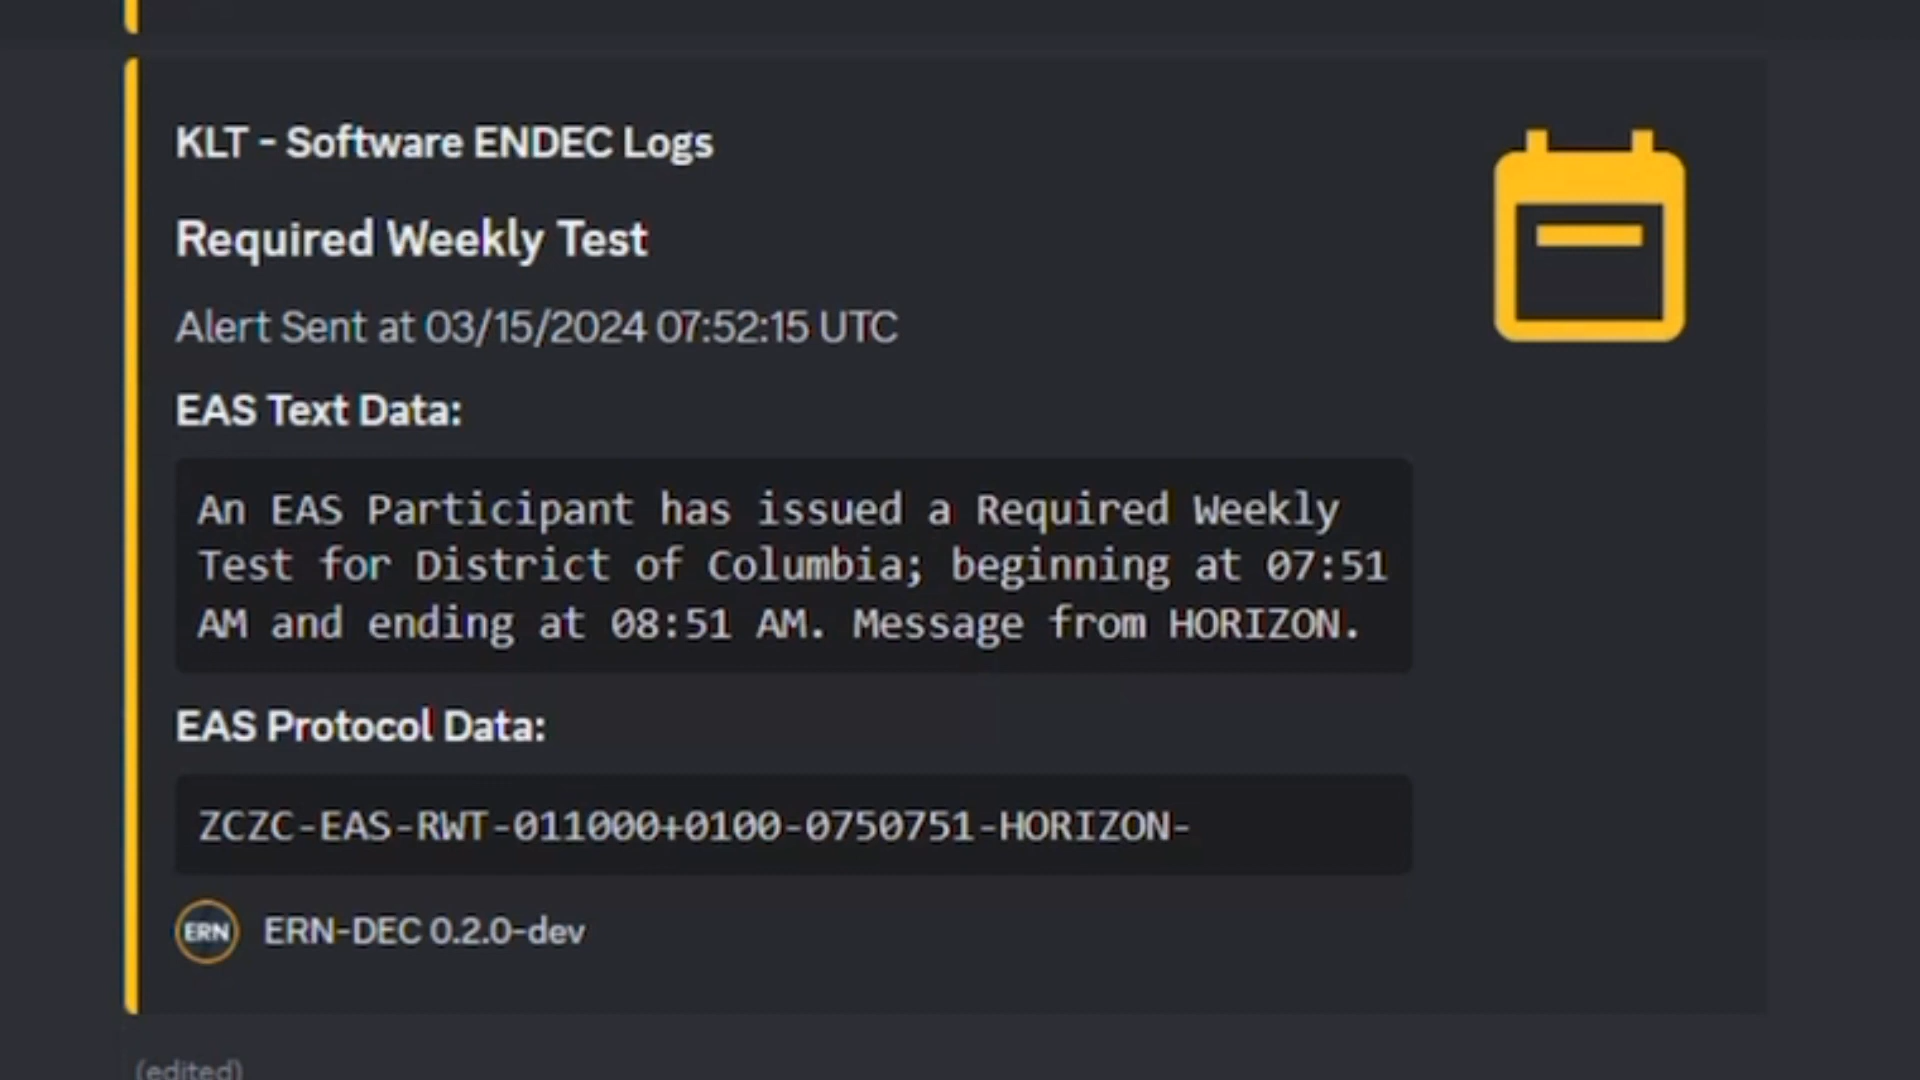 KLT - Software ENDEC Logs
Required Weekly Test
Alert Sent at 03/15/2024 07:52:15 UTC
EAS Text Data:
An EAS Participant has issued a Required Weekly
Test for District of Columbia; beginning at 07:51
AM and ending at 08:51 AM. Message from HORIZON.
EAS Protocol Data:
ZCZC-EAS-RWT-011000+0100-0750751-HORIZON-
ERN ERN-DEC 0.2.0-dev
(edited)